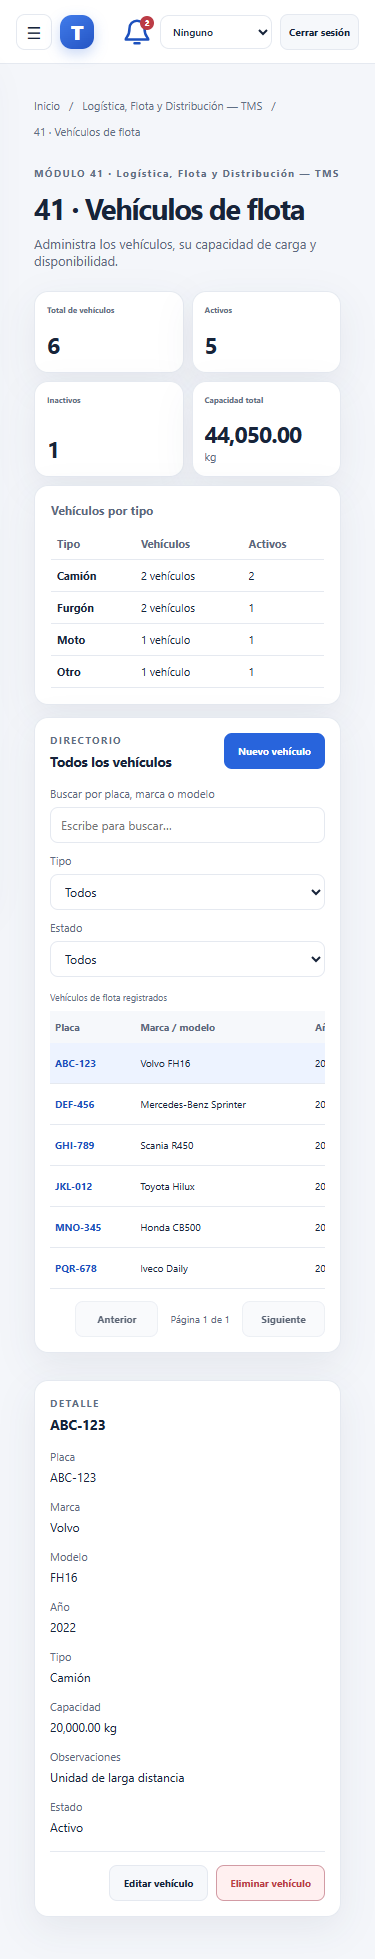 ☰ T 2 Ninguno Cerrar sesión
Inicio / Logística, Flota y Distribución — TMS /
41 · Vehículos de flota
MÓDULO 41 · Logística, Flota y Distribución — TMS
41 · Vehículos de flota
Administra los vehículos, su capacidad de carga y
disponibilidad.
Total de vehículos
6
Activos
5
Inactivos
1
Capacidad total
44,050.00
kg
Vehículos por tipo
Tipo Vehículos Activos
Camión 2 vehículos 2
Furgón 2 vehículos 1
Moto 1 vehículo 1
Otro 1 vehículo 1
DIRECTORIO
Todos los vehículos
Nuevo vehículo
Buscar por placa, marca o modelo
Escribe para buscar...
Tipo
Todos
Estado
Todos
Vehículos de flota registrados
Placa Marca / modelo Añ
ABC-123 Volvo FH16 20
DEF-456 Mercedes-Benz Sprinter 20
GHI-789 Scania R450 20
JKL-012 Toyota Hilux 20
MNO-345 Honda CB500 20
PQR-678 Iveco Daily 20
Anterior Página 1 de 1 Siguiente
DETALLE
ABC-123
Placa
ABC-123
Marca
Volvo
Modelo
FH16
Año
2022
Tipo
Camión
Capacidad
20,000.00 kg
Observaciones
Unidad de larga distancia
Estado
Activo
Editar vehículo Eliminar vehículo